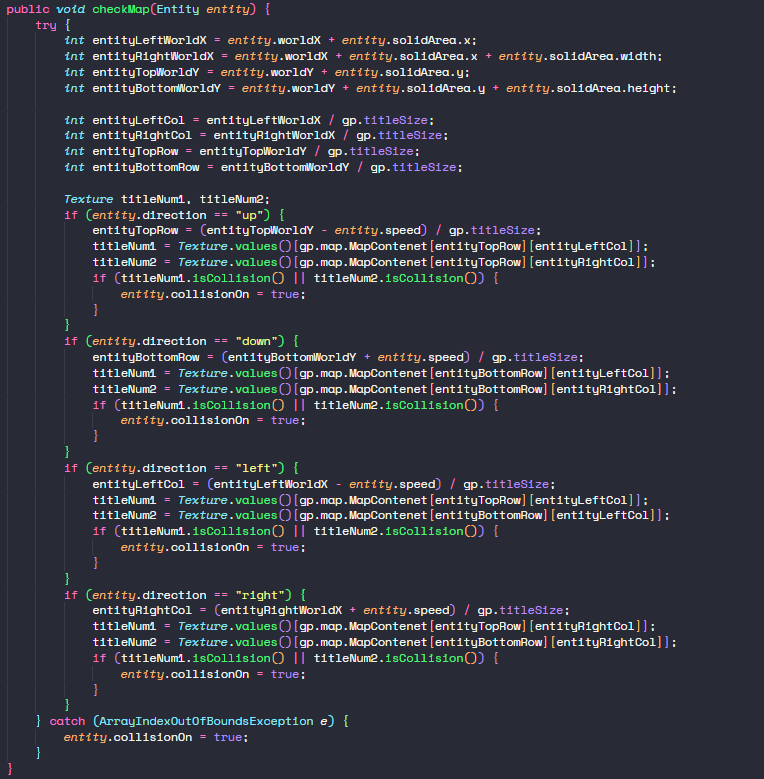 public void checkMap(Entity entity) {
    try {
        int entityLeftWorldX = entity.worldX + entity.solidArea.x;
        int entityRightWorldX = entity.worldX + entity.solidArea.x + entity.solidArea.width;
        int entityTopWorldY = entity.worldY + entity.solidArea.y;
        int entityBottomWorldY = entity.worldY + entity.solidArea.y + entity.solidArea.height;

        int entityLeftCol = entityLeftWorldX / gp.titleSize;
        int entityRightCol = entityRightWorldX / gp.titleSize;
        int entityTopRow = entityTopWorldY / gp.titleSize;
        int entityBottomRow = entityBottomWorldY / gp.titleSize;

        Texture titleNum1, titleNum2;
        if (entity.direction == "up") {
            entityTopRow = (entityTopWorldY - entity.speed) / gp.titleSize;
            titleNum1 = Texture.values()[gp.map.MapContenet[entityTopRow][entityLeftCol]];
            titleNum2 = Texture.values()[gp.map.MapContenet[entityTopRow][entityRightCol]];
            if (titleNum1.isCollision() || titleNum2.isCollision()) {
                entity.collisionOn = true;
            }
        }
        if (entity.direction == "down") {
            entityBottomRow = (entityBottomWorldY + entity.speed) / gp.titleSize;
            titleNum1 = Texture.values()[gp.map.MapContenet[entityBottomRow][entityLeftCol]];
            titleNum2 = Texture.values()[gp.map.MapContenet[entityBottomRow][entityRightCol]];
            if (titleNum1.isCollision() || titleNum2.isCollision()) {
                entity.collisionOn = true;
            }
        }
        if (entity.direction == "left") {
            entityLeftCol = (entityLeftWorldX - entity.speed) / gp.titleSize;
            titleNum1 = Texture.values()[gp.map.MapContenet[entityTopRow][entityLeftCol]];
            titleNum2 = Texture.values()[gp.map.MapContenet[entityBottomRow][entityLeftCol]];
            if (titleNum1.isCollision() || titleNum2.isCollision()) {
                entity.collisionOn = true;
            }
        }
        if (entity.direction == "right") {
            entityRightCol = (entityRightWorldX + entity.speed) / gp.titleSize;
            titleNum1 = Texture.values()[gp.map.MapContenet[entityTopRow][entityRightCol]];
            titleNum2 = Texture.values()[gp.map.MapContenet[entityBottomRow][entityRightCol]];
            if (titleNum1.isCollision() || titleNum2.isCollision()) {
                entity.collisionOn = true;
            }
        }
    } catch (ArrayIndexOutOfBoundsException e) {
        entity.collisionOn = true;
    }
}